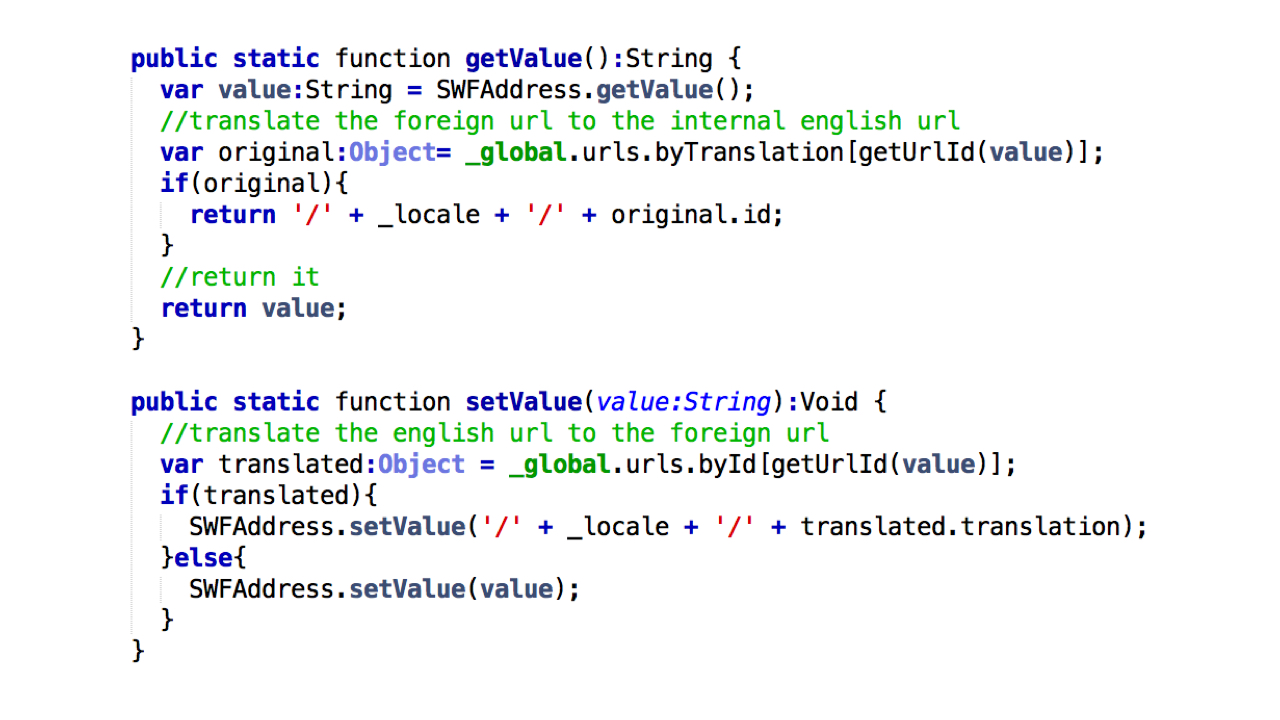 public static function getValue():String {
  var value:String = SWFAddress.getValue();
  //translate the foreign url to the internal english url
  var original:Object= _global.urls.byTranslation[getUrlId(value)];
  if(original){
    return '/' + _locale + '/' + original.id;
  }
  //return it
  return value;
}

public static function setValue(value:String):Void {
  //translate the english url to the foreign url
  var translated:Object = _global.urls.byId[getUrlId(value)];
  if(translated){
    SWFAddress.setValue('/' + _locale + '/' + translated.translation);
  }else{
    SWFAddress.setValue(value);
  }
}